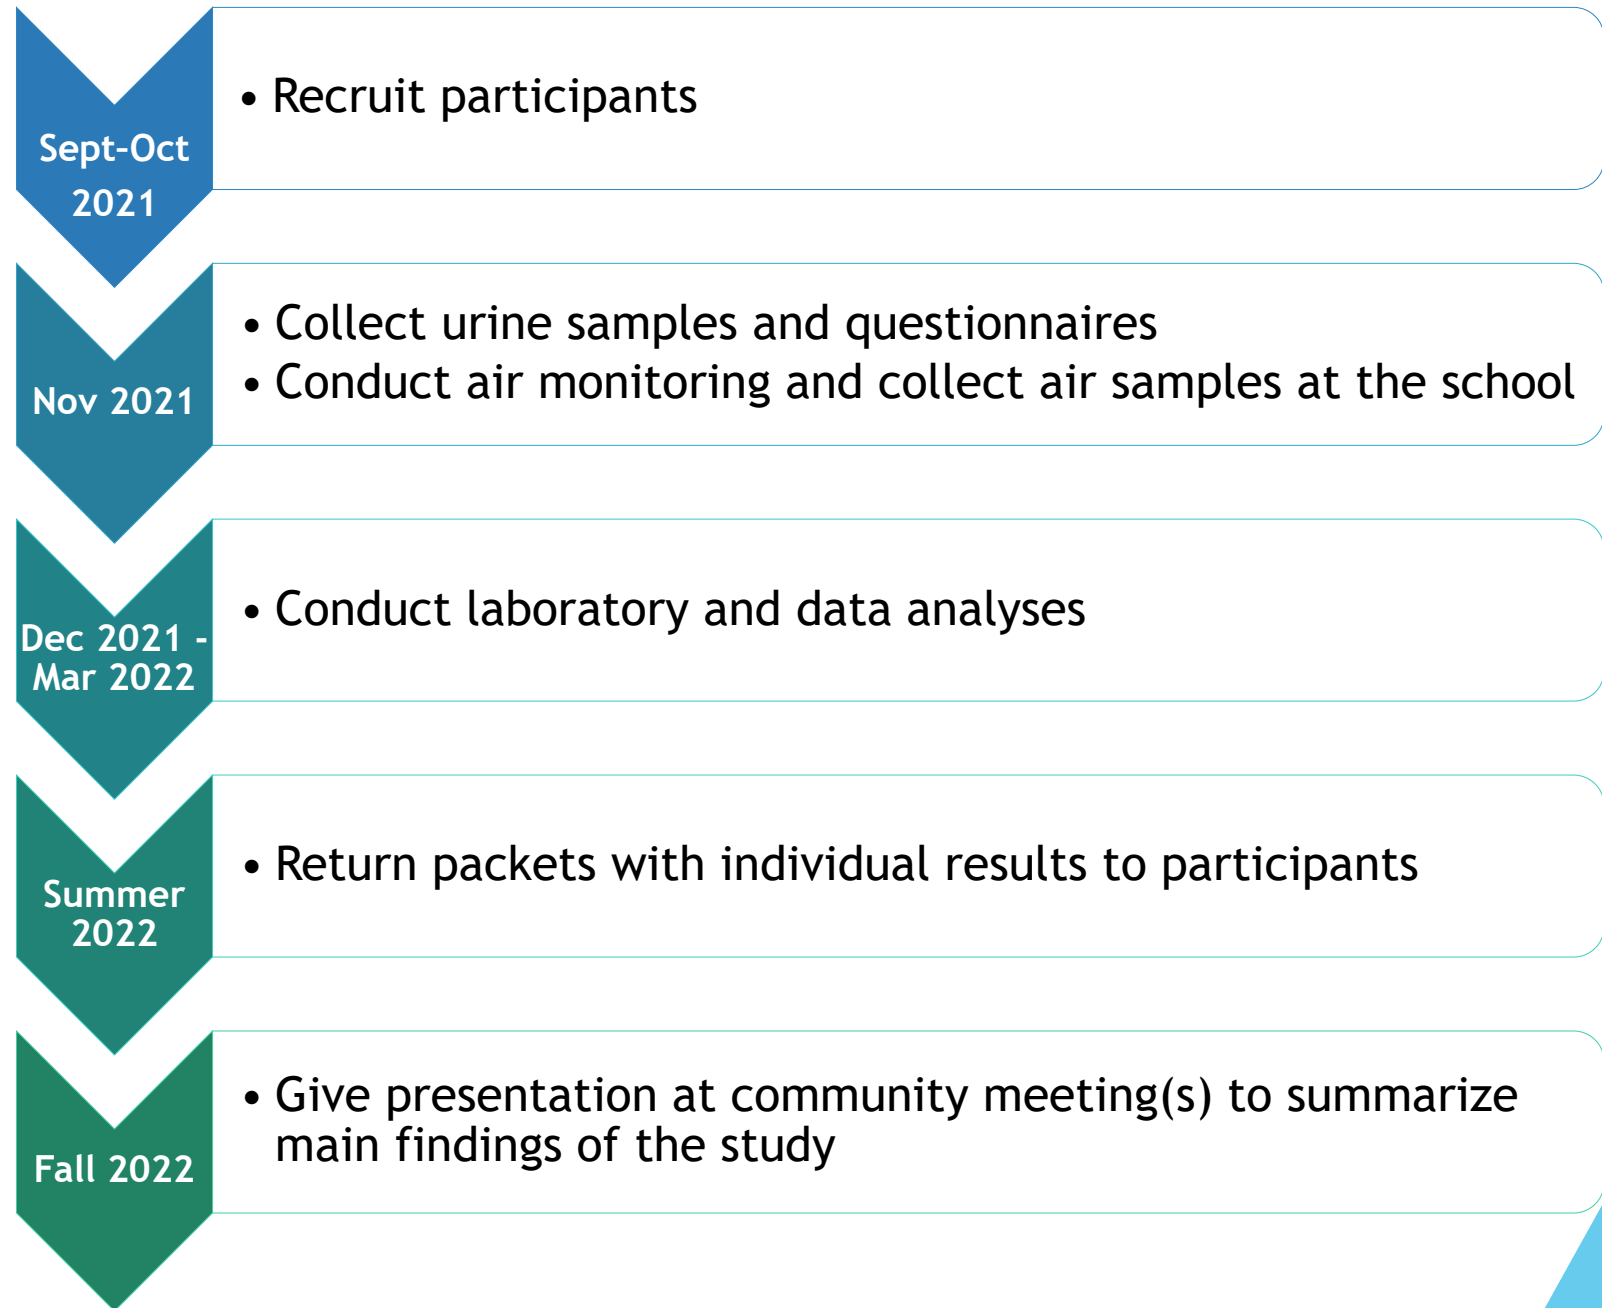 Sept-Oct
2021
• Recruit participants
Nov 2021
• Collect urine samples and questionnaires
• Conduct air monitoring and collect air samples at the school
Dec 2021 -
Mar 2022
• Conduct laboratory and data analyses
Summer
2022
• Return packets with individual results to participants
Fall 2022
• Give presentation at community meeting(s) to summarize
main findings of the study